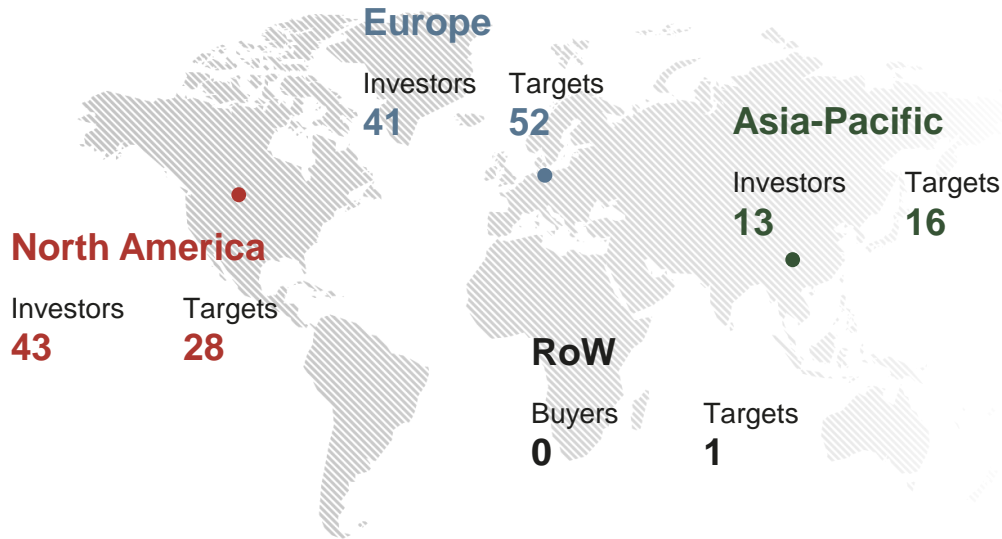 Europe
Investors Targets
41 52
Asia-Pacific
Investors Targets
13 16
North America
Investors Targets
43 28
RoW
Buyers Targets
0 1